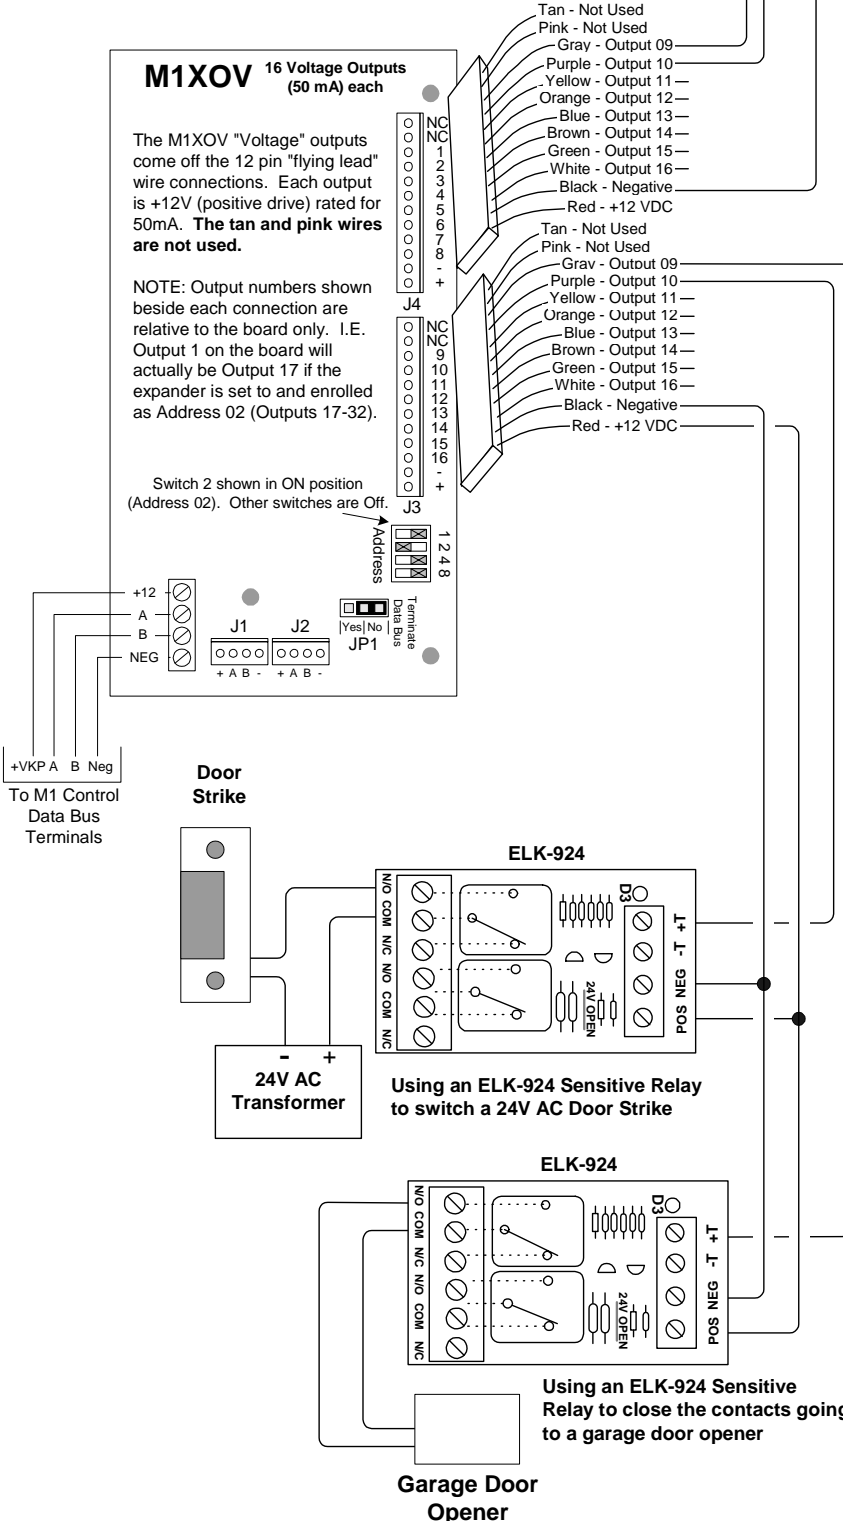 Tan - Not Used
Pink - Not Used
Gray - Output 09
Purple - Output 10
Yellow - Output 11
Orange - Output 12
Blue - Output 13
Brown - Output 14
Green - Output 15
White - Output 16
Black - Negative
Red - +12 VDC
M1XOV 16 Voltage Outputs
(50 mA) each
The M1XOV "Voltage" outputs
come off the 12 pin "flying lead"
wire connections. Each output
is +12V (positive drive) rated for
50mA. The tan and pink wires
are not used.
NOTE: Output numbers shown
beside each connection are
relative to the board only. I.E.
Output 1 on the board will
actually be Output 17 if the
expander is set to and enrolled
as Address 02 (Outputs 17-32).
NC
NC
1
2
3
4
5
6
7
8
-
+
J4
Tan - Not Used
Pink - Not Used
Gray - Output 09
Purple - Output 10
Yellow - Output 11
Orange - Output 12
Blue - Output 13
Brown - Output 14
Green - Output 15
White - Output 16
Black - Negative
Red - +12 VDC
NC
NC
9
10
11
12
13
14
15
16
-
+
J3
Switch 2 shown in ON position
(Address 02). Other switches are Off.
Address
1 2 4 8
+12
A
B
NEG
J1
+ A B -
J2
+ A B -
Yes No
JP1
Terminate
Data Bus
+VKP A B Neg
To M1 Control
Data Bus
Terminals
Door
Strike
ELK-924
N/O COM N/C N/O COM N/C
D3
24V OPEN
+T -T NEG POS
- +
24V AC
Transformer
Using an ELK-924 Sensitive Relay
to switch a 24V AC Door Strike
ELK-924
N/O COM N/C N/O COM N/C
D3
24V OPEN
+T -T NEG POS
Using an ELK-924 Sensitive
Relay to close the contacts going
to a garage door opener
Garage Door
Opener